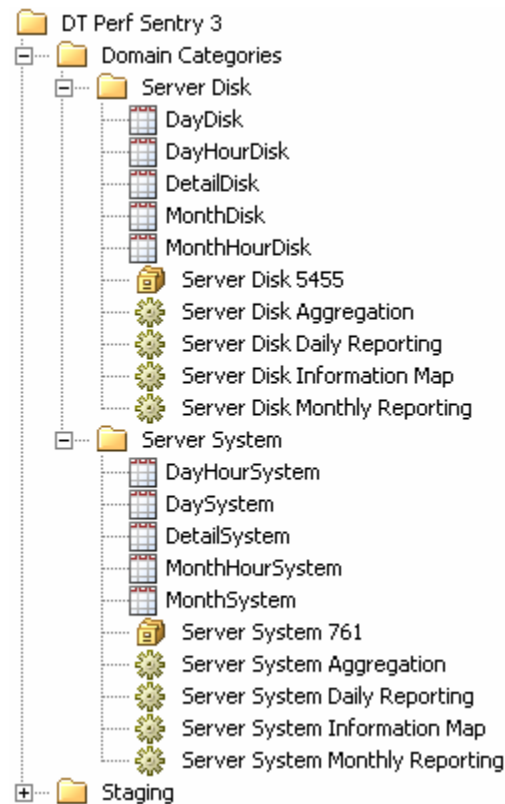 DT Perf Sentry 3
Domain Categories
Server Disk
DayDisk
DayHourDisk
DetailDisk
MonthDisk
MonthHourDisk
Server Disk 5455
Server Disk Aggregation
Server Disk Daily Reporting
Server Disk Information Map
Server Disk Monthly Reporting
Server System
DayHourSystem
DaySystem
DetailSystem
MonthHourSystem
MonthSystem
Server System 761
Server System Aggregation
Server System Daily Reporting
Server System Information Map
Server System Monthly Reporting
Staging